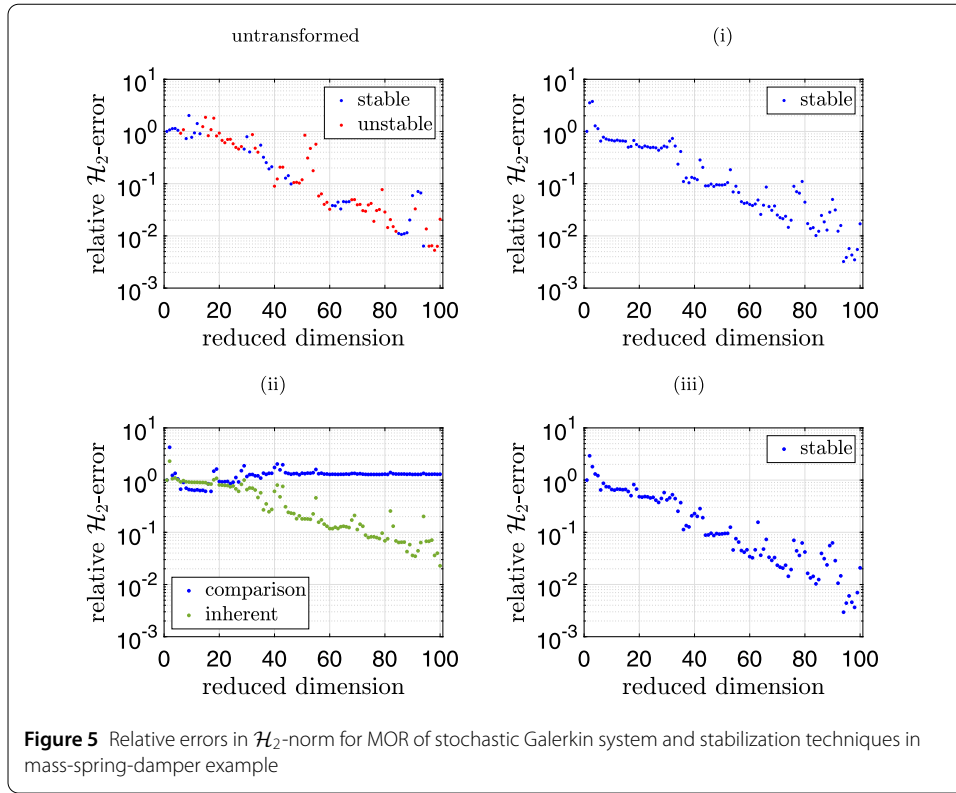 untransformed
10^1
10^0
10^-1
10^-2
10^-3
relative H_2-error
stable
unstable
0 20 40 60 80 100
reduced dimension
(i)
10^1
10^0
10^-1
10^-2
10^-3
relative H_2-error
stable
0 20 40 60 80 100
reduced dimension
(ii)
10^1
10^0
10^-1
10^-2
10^-3
relative H_2-error
comparison
inherent
0 20 40 60 80 100
reduced dimension
(iii)
10^1
10^0
10^-1
10^-2
10^-3
relative H_2-error
stable
0 20 40 60 80 100
reduced dimension
Figure 5 Relative errors in H_2-norm for MOR of stochastic Galerkin system and stabilization techniques in
mass-spring-damper example